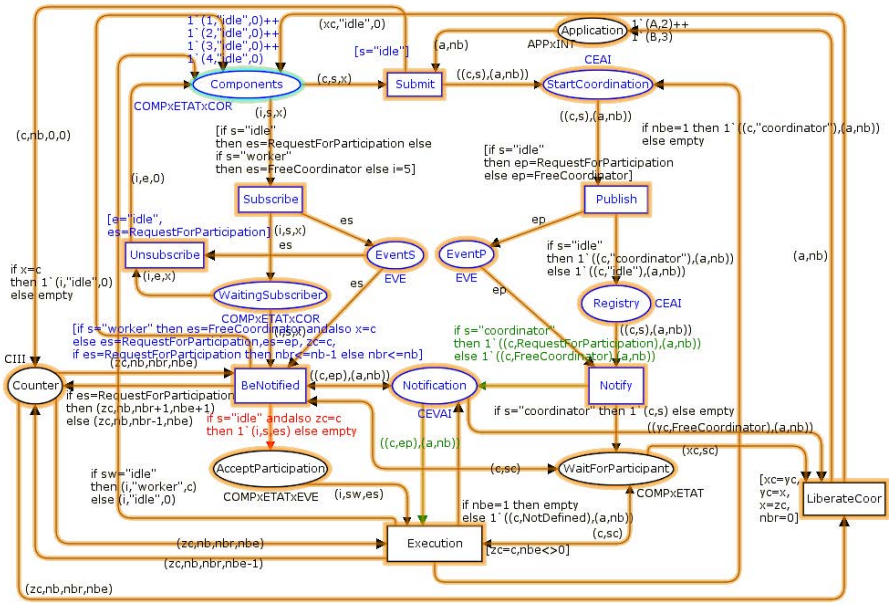 1`(1,"idle",0)++
1`(2,"idle",0)++
1`(3,"idle",0)++
1`(4,"idle",0)
(xc,"idle",0)
Application
1`(A,2)++
1`(B,3)
APPxINT
[s="idle"]
(a,nb)
CEAI
Components
(c,s,x)
Submit
((c,s),(a,nb))
StartCoordination
COMPxETATxCOR
(i,s,x)
((c,s),(a,nb))
(c,nb,0,0)
[if s="idle"
then es=RequestForParticipation else
if s="worker"
then es=FreeCoordinator else i=5]
if nbe=1 then 1`((c,"coordinator"),(a,nb))
else empty
[if s="idle"
then ep=RequestForParticipation
else ep=FreeCoordinator]
(i,e,0)
Subscribe
Publish
[e="idle",
es=RequestForParticipation]
(i,s,x)
es
ep
es
Unsubscribe
EventS
EVE
EventP
EVE
if s="idle"
then 1`((c,"coordinator"),(a,nb))
else 1`((c,"idle"),(a,nb))
(a,nb)
if x=c
then 1`(i,"idle",0)
else empty
(i,e,x)
es
ep
WaitingSubscriber
COMPxETATxCOR
Registry
CEAI
(i,s,x)
[if s="worker" then es=FreeCoordinator andalso x=c
else es=RequestForParticipation,es=ep, zc=c,
if es=RequestForParticipation then nbr<=nb-1 else nbr<=nb]
if s="coordinator"
then 1`((c,RequestForParticipation),(a,nb))
else 1`((c,FreeCoordinator),(a,nb))
((c,s),(a,nb))
CIII
(zc,nb,nbr,nbe)
Counter
BeNotified
((c,ep),(a,nb))
Notification
CEVAI
Notify
if es=RequestForParticipation
then (zc,nb,nbr+1,nbe+1)
else (zc,nb,nbr-1,nbe)
if s="idle" andalso zc=c
then 1`(i,s,es) else empty
if s="coordinator" then 1`(c,s) else empty
((yc,FreeCoordinator),(a,nb))
((c,ep),(a,nb))
(xc,sc)
AcceptParticipation
COMPxETATxEVE
(c,sc)
WaitForParticipant
COMPxETAT
if sw="idle"
then (i,"worker",c)
else (i,"idle",0)
(i,sw,es)
if nbe=1 then empty
else 1`((c,NotDefined),(a,nb))
[xc=yc,
yc=x,
x=zc,
nbr=0]
LiberateCoor
(zc,nb,nbr,nbe)
Execution
(c,sc)
[zc=c,nbe<>0]
(zc,nb,nbr,nbe-1)
(zc,nb,nbr,nbe)